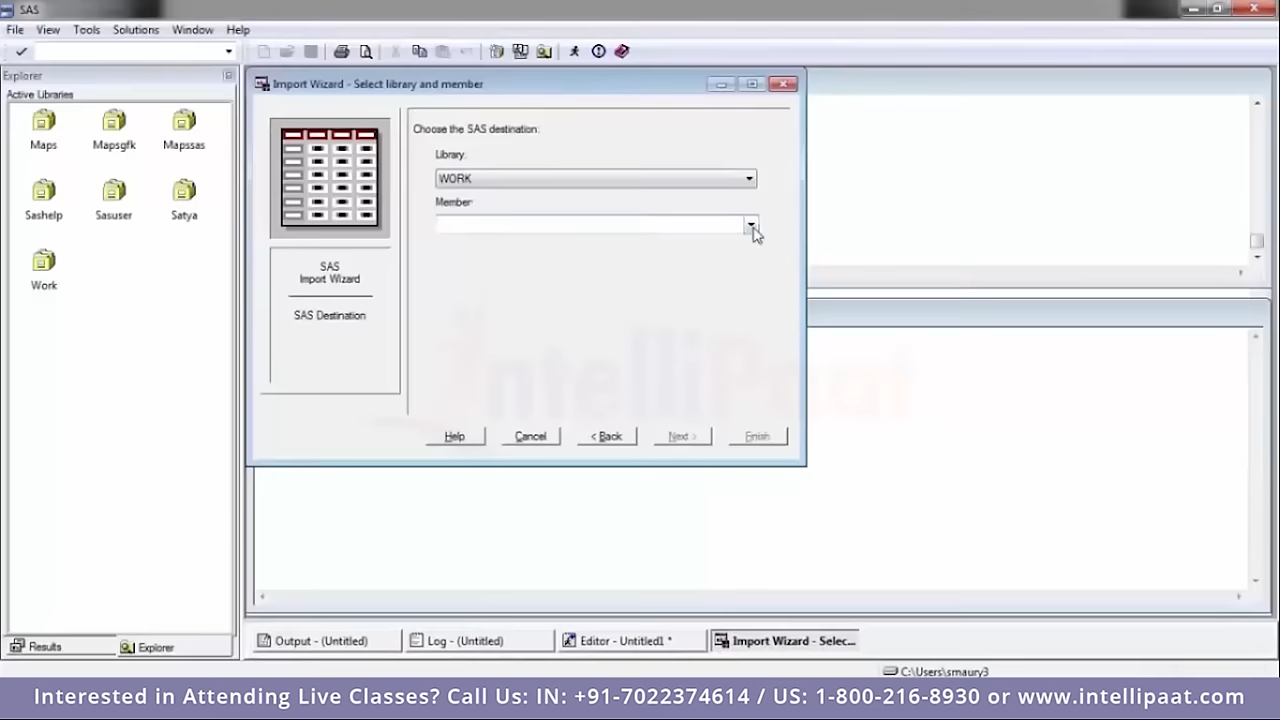 SAS
File View Tools Solutions Window Help
Explorer
Active Libraries
Maps Mapsgfk Mapssas
Sashelp Sasuser Satya
Work
Import Wizard - Select library and member
Choose the SAS destination:
Library:
WORK
Member:
SAS
Import Wizard
SAS Destination
IntelliPaat
Help Cancel < Back Next > Finish
Results Explorer
Output - (Untitled) Log - (Untitled) Editor - Untitled1 * Import Wizard - Selec...
C:\Users\smaury3
Interested in Attending Live Classes? Call Us: IN: +91-7022374614 / US: 1-800-216-8930 or www.intellipaat.com